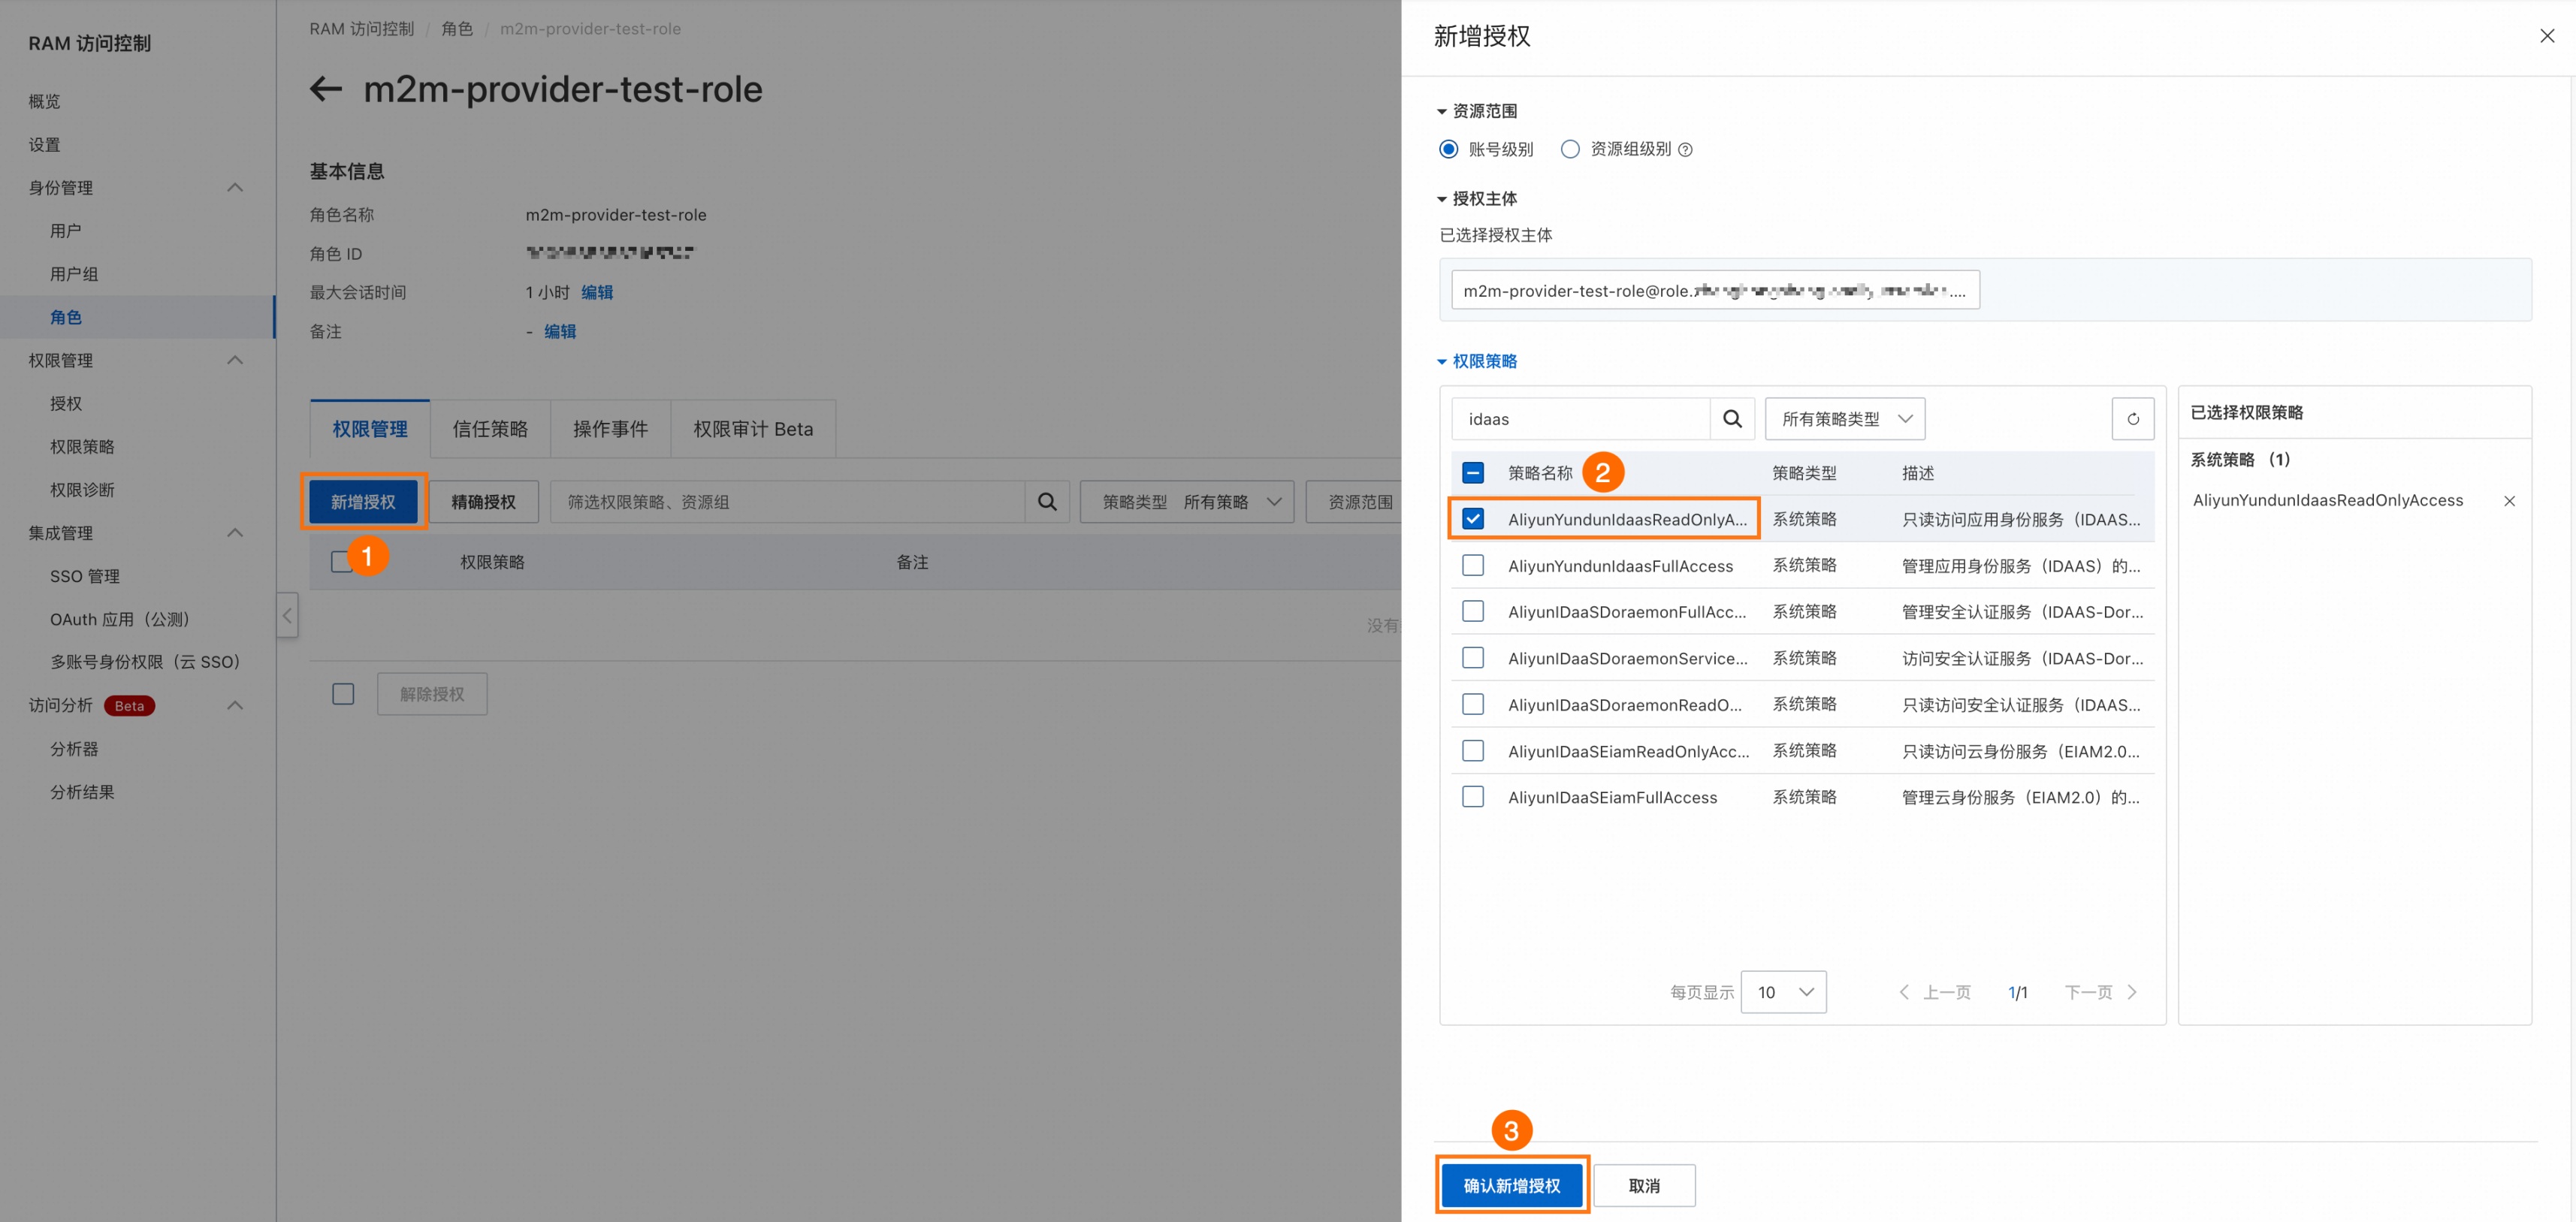 RAM 访问控制
概览
设置
身份管理
用户
用户组
角色
权限管理
授权
权限策略
权限诊断
集成管理
SSO 管理
OAuth 应用（公测）
多账号身份权限（云 SSO）
访问分析 Beta
分析器
分析结果
RAM 访问控制 / 角色 / m2m-provider-test-role
← m2m-provider-test-role
基本信息
角色名称 m2m-provider-test-role
角色 ID
最大会话时间 1 小时 编辑
备注 - 编辑
权限管理 信任策略 操作事件 权限审计 Beta
新增授权 精确授权 筛选权限策略、资源组 策略类型 所有策略 资源范围
1
权限策略 备注
没有
解除授权
新增授权
资源范围
账号级别 资源组级别
授权主体
已选择授权主体
m2m-provider-test-role@role. ....
权限策略
idaas 所有策略类型
策略名称 2 策略类型 描述
AliyunYundunIdaasReadOnlyA... 系统策略 只读访问应用身份服务（IDAAS...
AliyunYundunIdaasFullAccess 系统策略 管理应用身份服务（IDAAS）的...
AliyunIDaaSDoraemonFullAcc... 系统策略 管理安全认证服务（IDAAS-Dor...
AliyunIDaaSDoraemonService... 系统策略 访问安全认证服务（IDAAS-Dor...
AliyunIDaaSDoraemonReadO... 系统策略 只读访问安全认证服务（IDAAS...
AliyunIDaaSEiamReadOnlyAcc... 系统策略 只读访问云身份服务（EIAM2.0...
AliyunIDaaSEiamFullAccess 系统策略 管理云身份服务（EIAM2.0）的...
每页显示 10 上一页 1/1 下一页
已选择权限策略
系统策略 （1）
AliyunYundunIdaasReadOnlyAccess
3
确认新增授权 取消